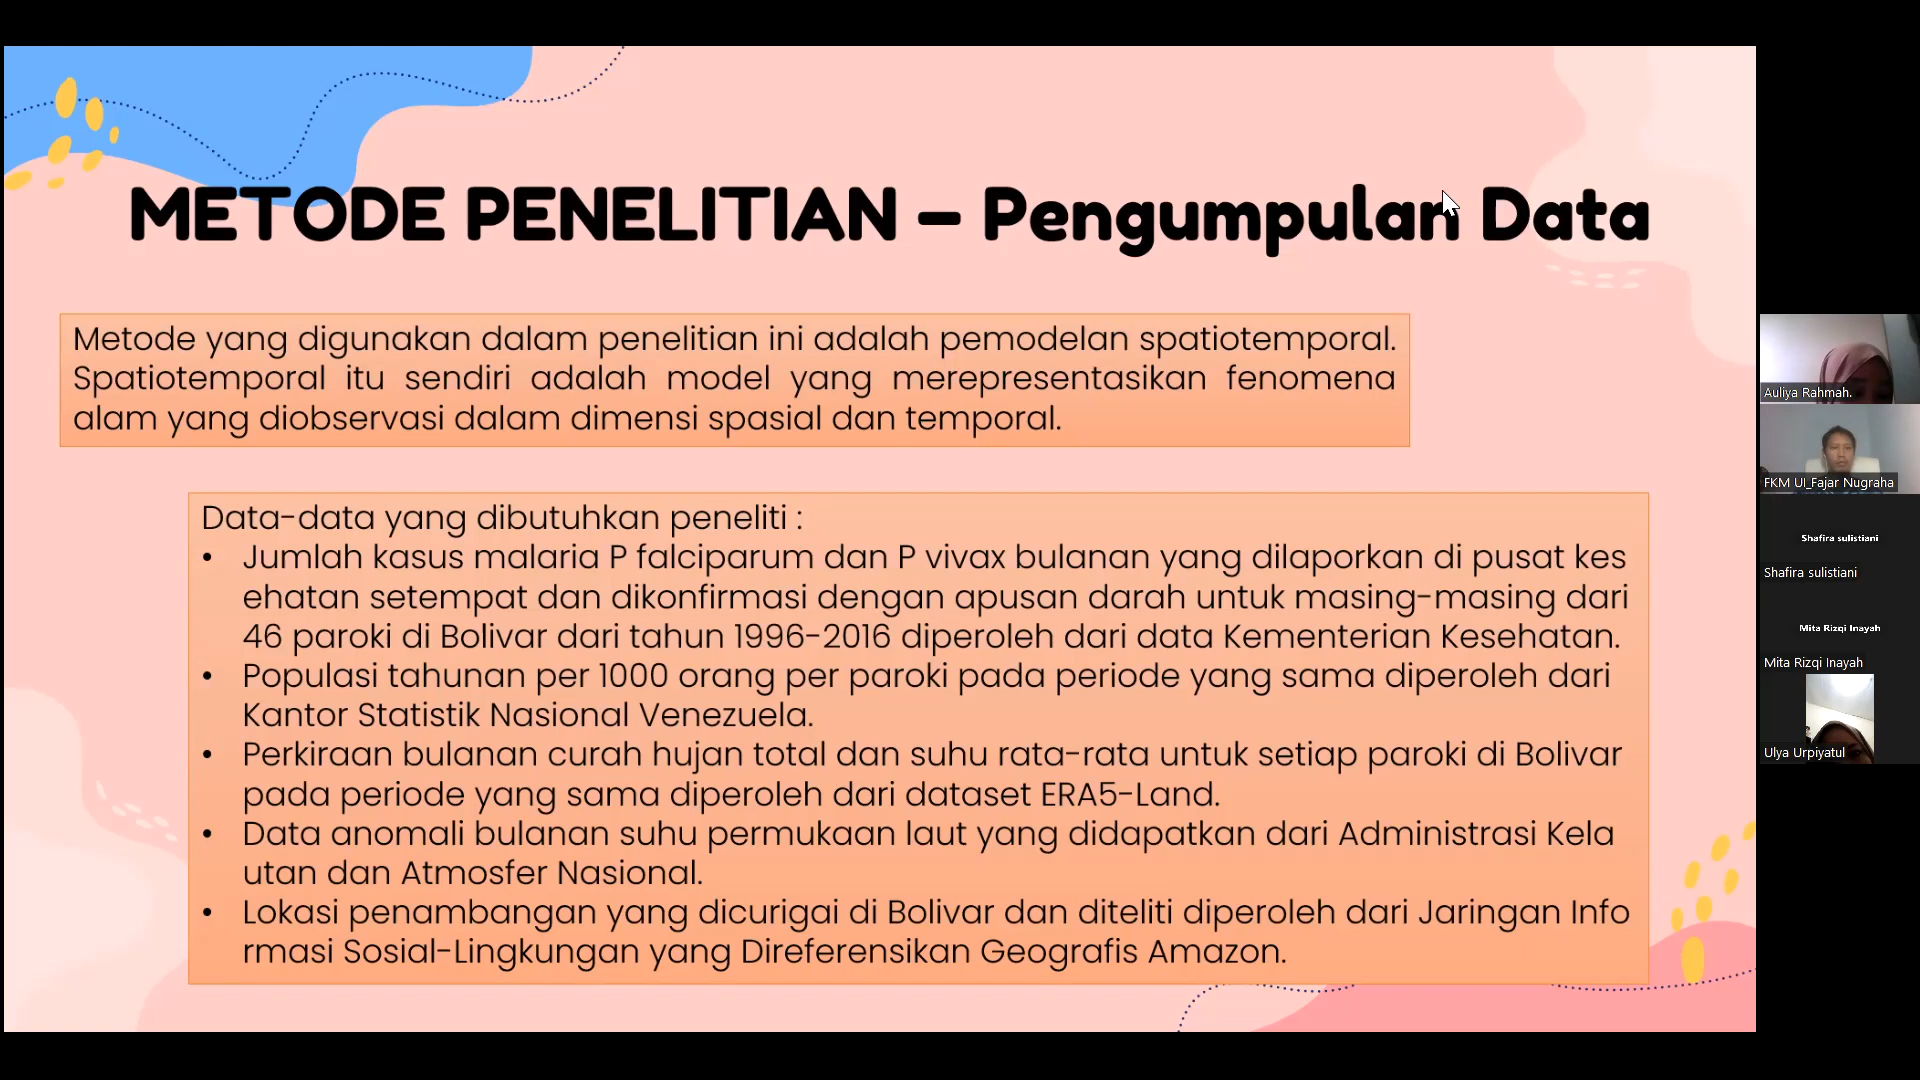 METODE PENELITIAN – Pengumpulan Data
Metode yang digunakan dalam penelitian ini adalah pemodelan spatiotemporal.
Spatiotemporal itu sendiri adalah model yang merepresentasikan fenomena
alam yang diobservasi dalam dimensi spasial dan temporal.
Data-data yang dibutuhkan peneliti :
• Jumlah kasus malaria P falciparum dan P vivax bulanan yang dilaporkan di pusat kes
ehatan setempat dan dikonfirmasi dengan apusan darah untuk masing-masing dari
46 paroki di Bolivar dari tahun 1996-2016 diperoleh dari data Kementerian Kesehatan.
• Populasi tahunan per 1000 orang per paroki pada periode yang sama diperoleh dari
Kantor Statistik Nasional Venezuela.
• Perkiraan bulanan curah hujan total dan suhu rata-rata untuk setiap paroki di Bolivar
pada periode yang sama diperoleh dari dataset ERA5-Land.
• Data anomali bulanan suhu permukaan laut yang didapatkan dari Administrasi Kela
utan dan Atmosfer Nasional.
• Lokasi penambangan yang dicurigai di Bolivar dan diteliti diperoleh dari Jaringan Info
rmasi Sosial-Lingkungan yang Direferensikan Geografis Amazon.
Auliya Rahmah.
FKM UI_Fajar Nugraha
Shafira sulistiani
Shafira sulistiani
Mita Rizqi Inayah
Mita Rizqi Inayah
Ulya Urpiyatul